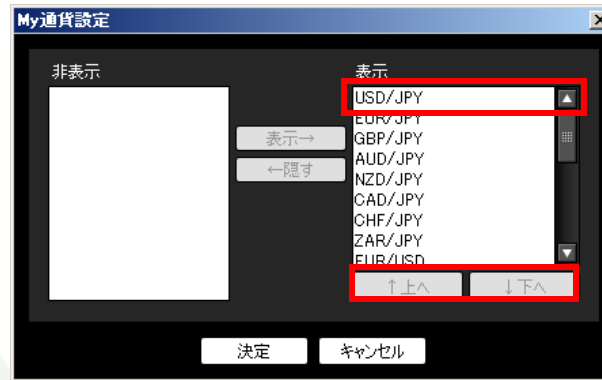 My通貨設定
非表示
表示
USD/JPY
EUR/JPY
GBP/JPY
AUD/JPY
NZD/JPY
CAD/JPY
CHF/JPY
ZAR/JPY
EUR/USD
表示→
←隠す
↑上へ
↓下へ
決定
キャンセル